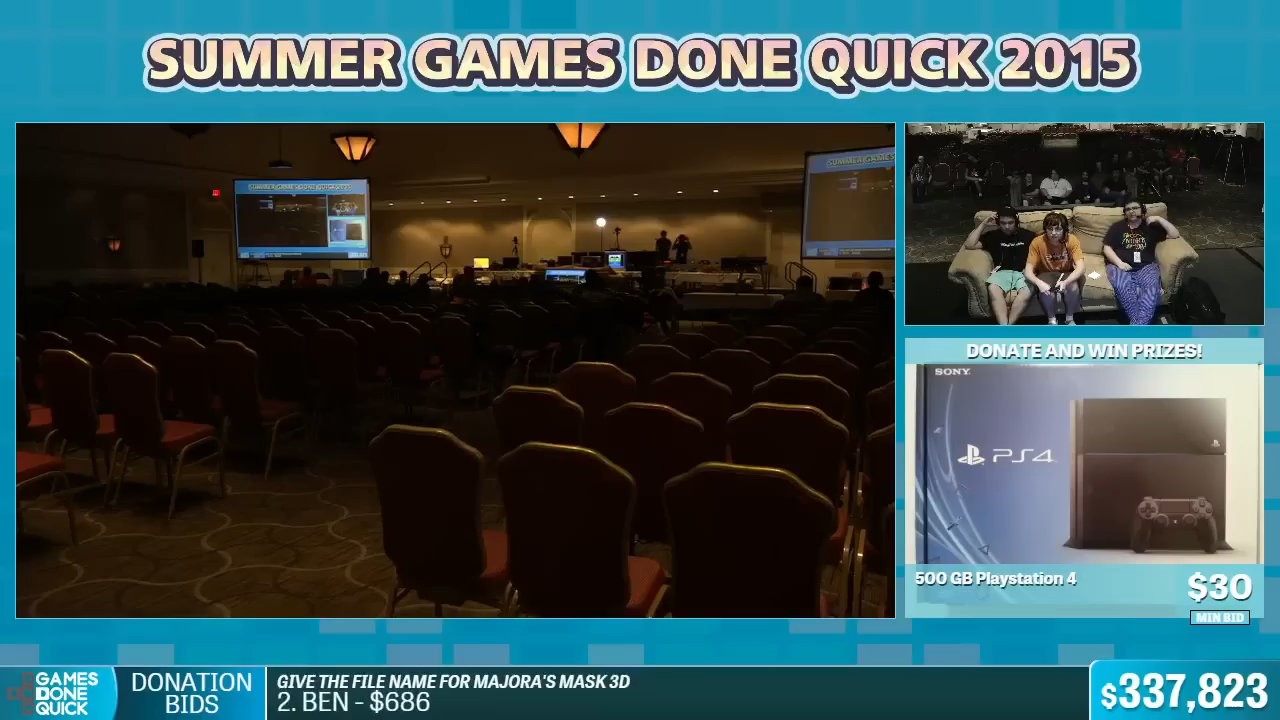 SUMMER GAMES DONE QUICK 2015
DONATE AND WIN PRIZES!
SONY
PS4
500 GB Playstation 4
$30
MIN BID
GAMES
DONE
QUICK
DONATION
BIDS
GIVE THE FILE NAME FOR MAJORA'S MASK 3D
2. BEN - $686
$337,823